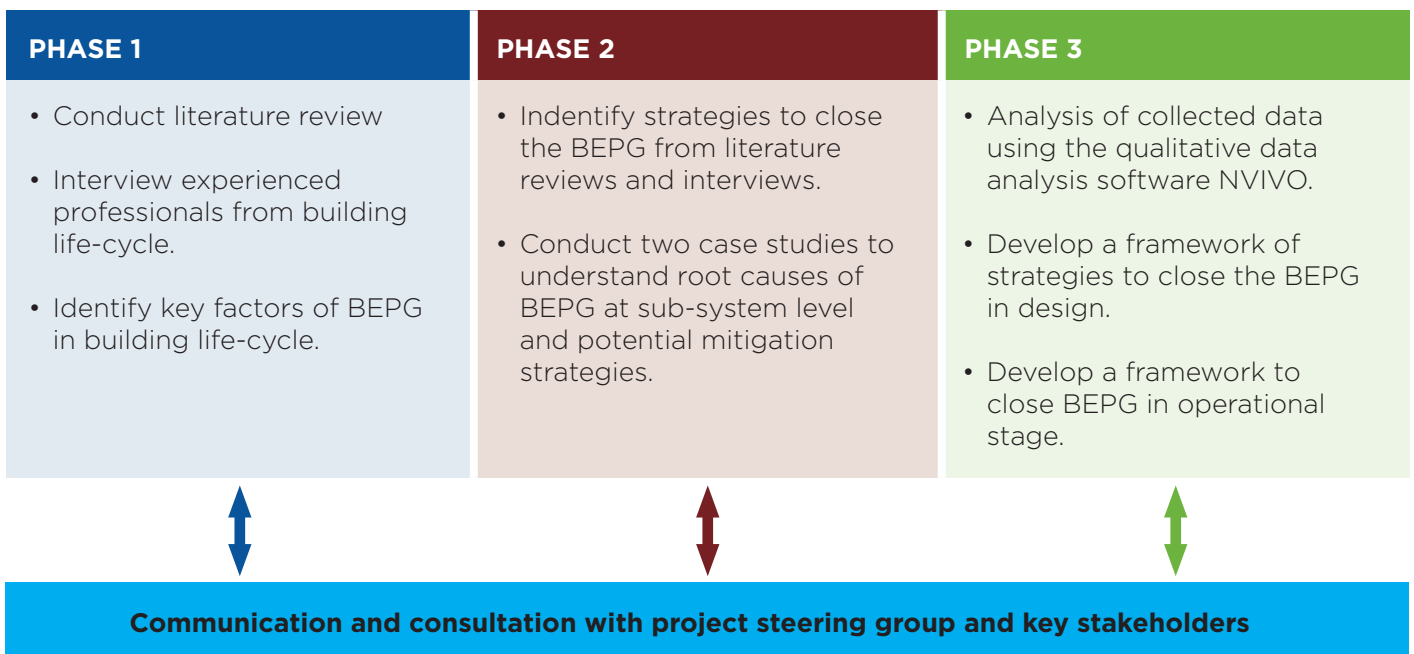 PHASE 1
• Conduct literature review
• Interview experienced
professionals from building
life-cycle.
• Identify key factors of BEPG
in building life-cycle.
PHASE 2
• Indentify strategies to close
the BEPG from literature
reviews and interviews.
• Conduct two case studies to
understand root causes of
BEPG at sub-system level
and potential mitigation
strategies.
PHASE 3
• Analysis of collected data
using the qualitative data
analysis software NVIVO.
• Develop a framework of
strategies to close the BEPG
in design.
• Develop a framework to
close BEPG in operational
stage.
Communication and consultation with project steering group and key stakeholders